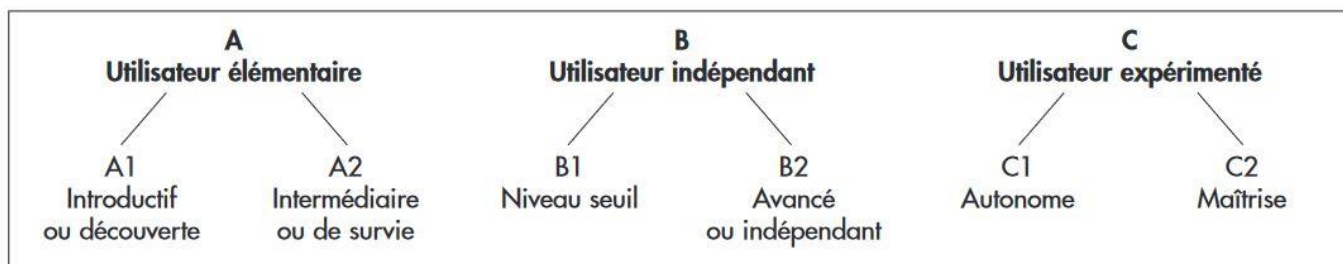 A
Utilisateur élémentaire
B
Utilisateur indépendant
C
Utilisateur expérimenté
A1
Introductif
ou découverte
A2
Intermédiaire
ou de survie
B1
Niveau seuil
B2
Avancé
ou indépendant
C1
Autonome
C2
Maîtrise